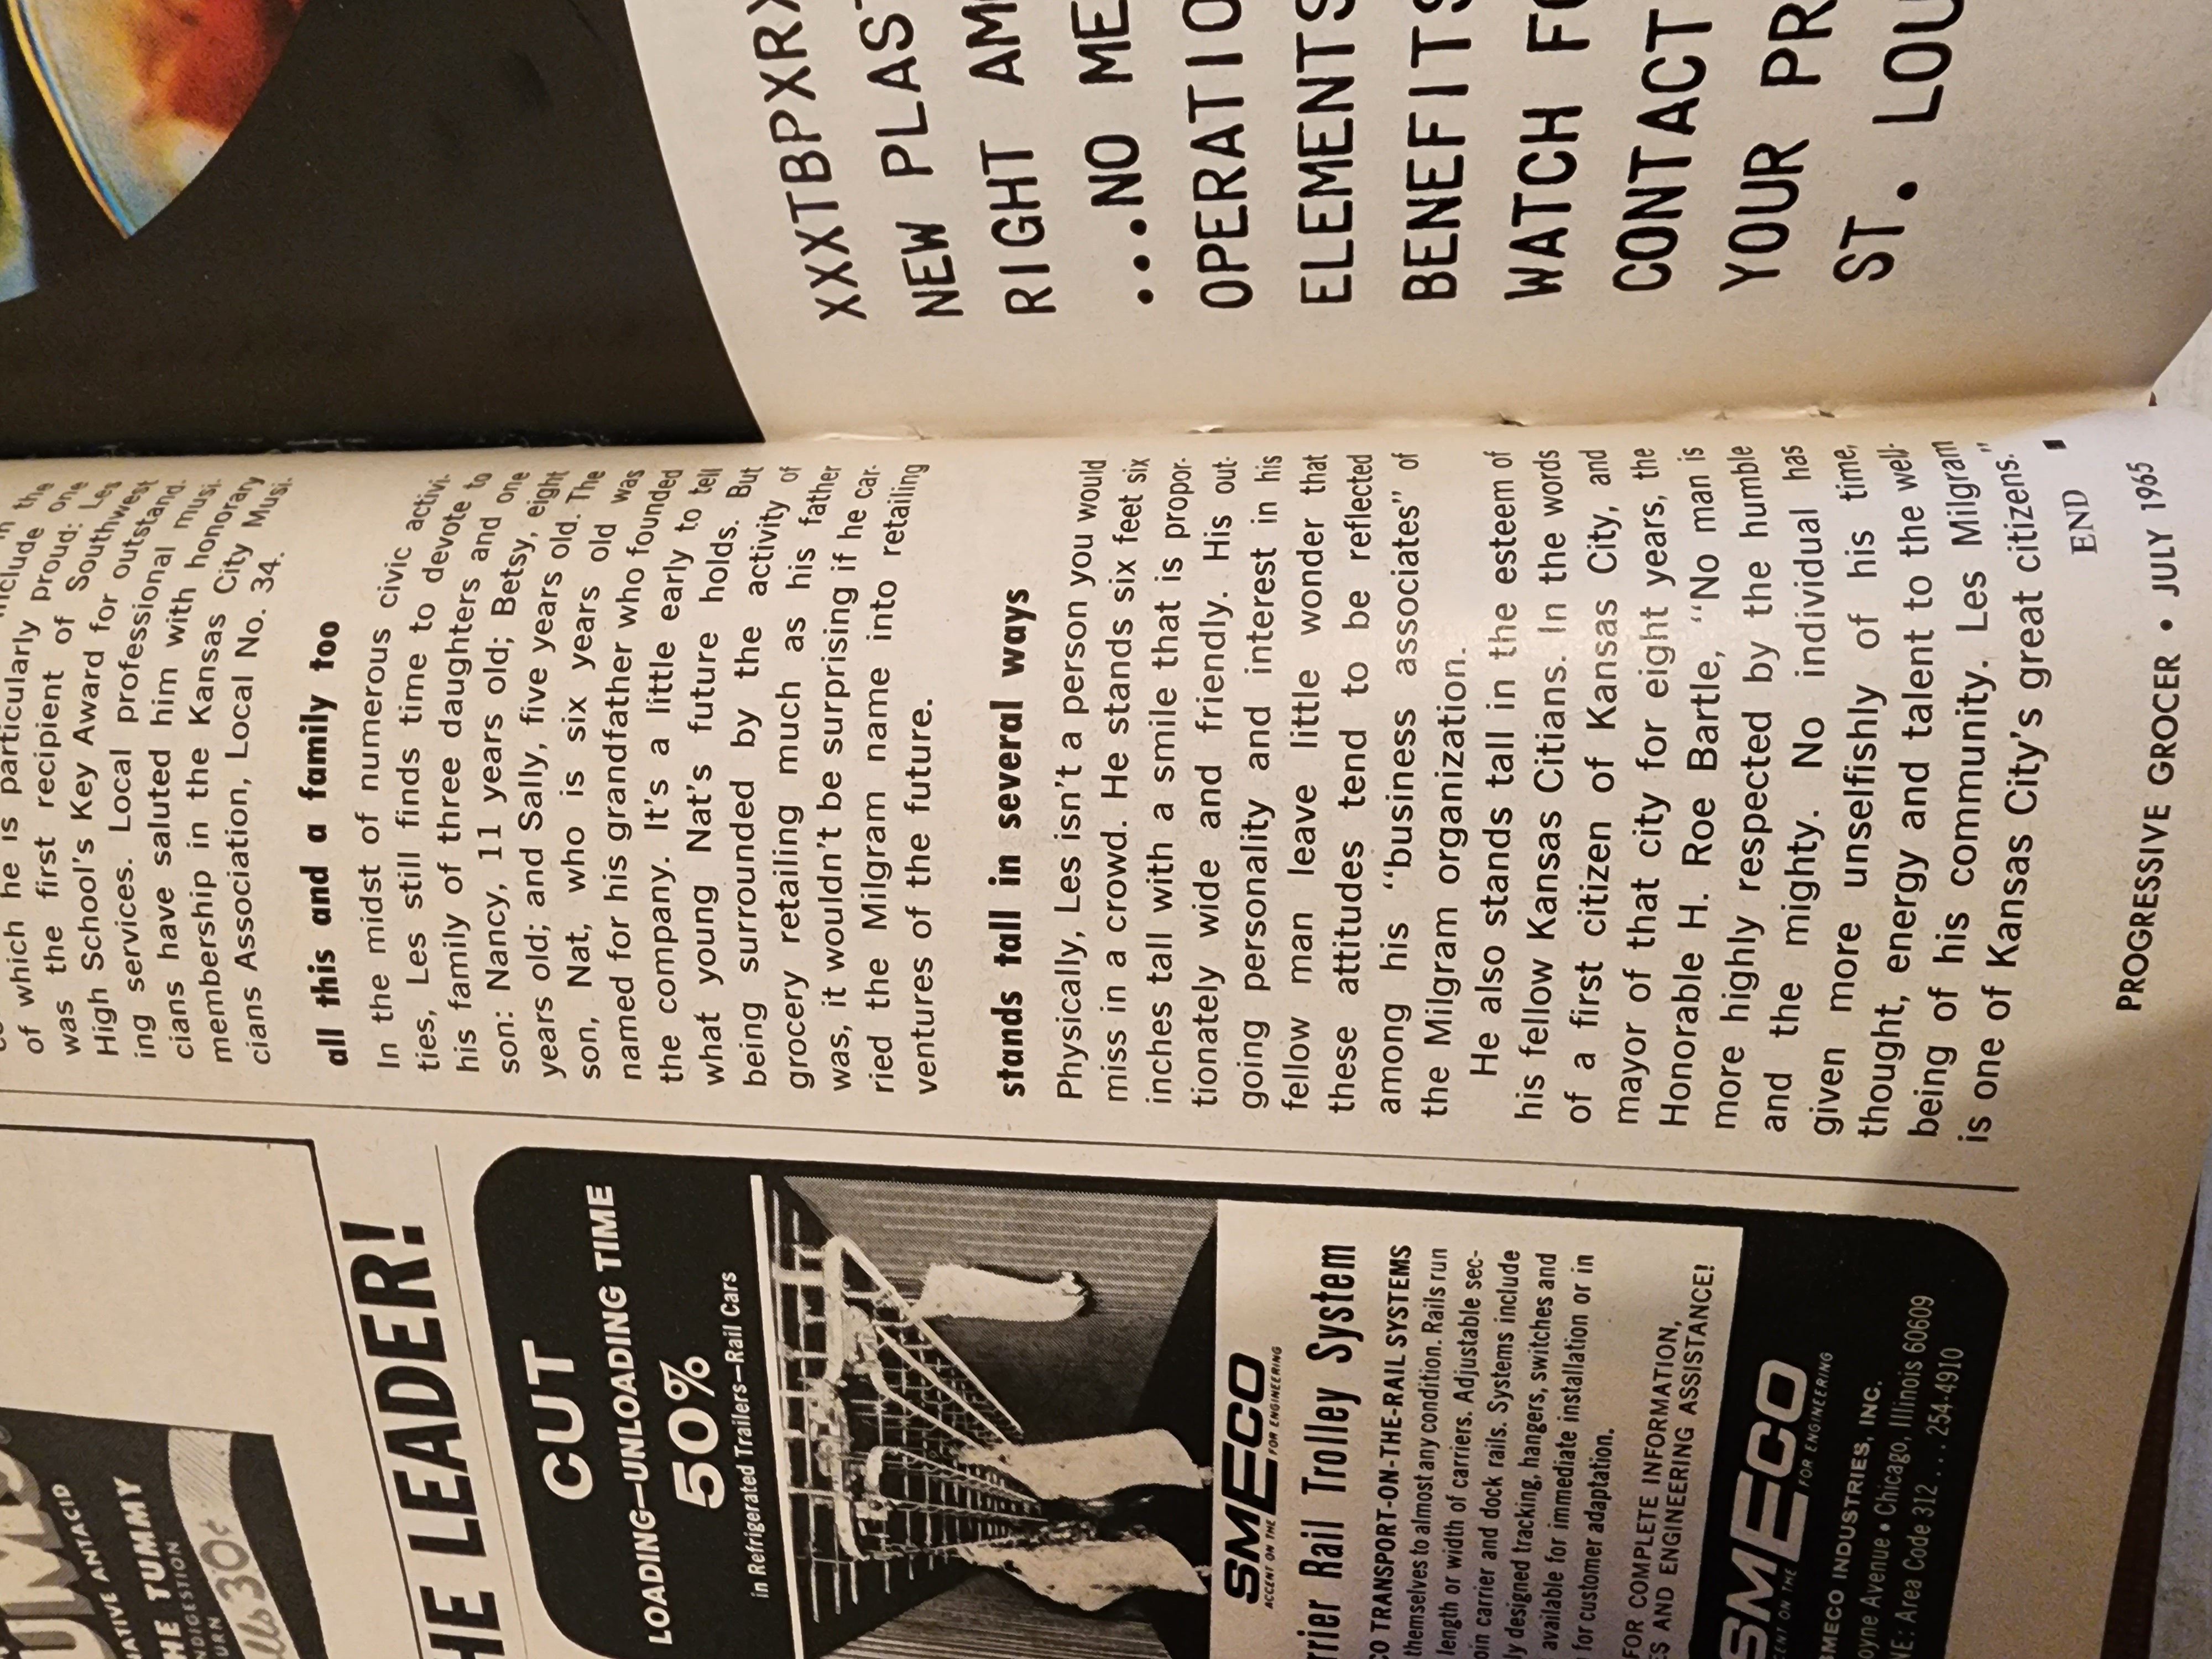 NATIVE ANTACID
HE TUMMY
NDIGESTION
URN
lls 30¢
HE LEADER!
CUT
LOADING—UNLOADING TIME
50%
in Refrigerated Trailers—Rail Cars
SMECO
ACCENT ON THE E FOR ENGINEERING
rrier Rail Trolley System
CO TRANSPORT-ON-THE-RAIL SYSTEMS
themselves to almost any condition. Rails run
length or width of carriers. Adjustable sec-
oin carrier and dock rails. Systems include
ly designed tracking, hangers, switches and
available for immediate installation or in
for customer adaptation.
FOR COMPLETE INFORMATION,
S AND ENGINEERING ASSISTANCE!
SMECO
ENT ON THE FOR ENGINEERING
MECO INDUSTRIES, INC.
oyne Avenue • Chicago, Illinois 60609
NE: Area Code 312 . . . 254-4910
include the
of which he is particularly proud: one
was the first recipient of Southwest
High School's Key Award for outstand-
ing services. Local professional musi-
cians have saluted him with honorary
membership in the Kansas City Musi-
cians Association, Local No. 34.
all this and a family too
In the midst of numerous civic activi-
ties, Les still finds time to devote to
his family of three daughters and one
son: Nancy, 11 years old; Betsy, eight
years old; and Sally, five years old. The
son, Nat, who is six years old was
named for his grandfather who founded
the company. It's a little early to tell
what young Nat's future holds. But
being surrounded by the activity of
grocery retailing much as his father
was, it wouldn't be surprising if he car-
ried the Milgram name into retailing
ventures of the future.
stands tall in several ways
Physically, Les isn't a person you would
miss in a crowd. He stands six feet six
inches tall with a smile that is propor-
tionately wide and friendly. His out-
going personality and interest in his
fellow man leave little wonder that
these attitudes tend to be reflected
among his "business associates" of
the Milgram organization.
He also stands tall in the esteem of
his fellow Kansas Citians. In the words
of a first citizen of Kansas City, and
mayor of that city for eight years, the
Honorable H. Roe Bartle, "No man is
more highly respected by the humble
and the mighty. No individual has
given more unselfishly of his time,
thought, energy and talent to the well-
being of his community. Les Milgram
is one of Kansas City's great citizens."
END
PROGRESSIVE GROCER • JULY 1965
XXXTBPXRX
NEW PLAST
RIGHT AMO
...NO ME
OPERATIO
ELEMENTS
BENEFITS
WATCH FO
CONTACT
YOUR PR
ST. LOU